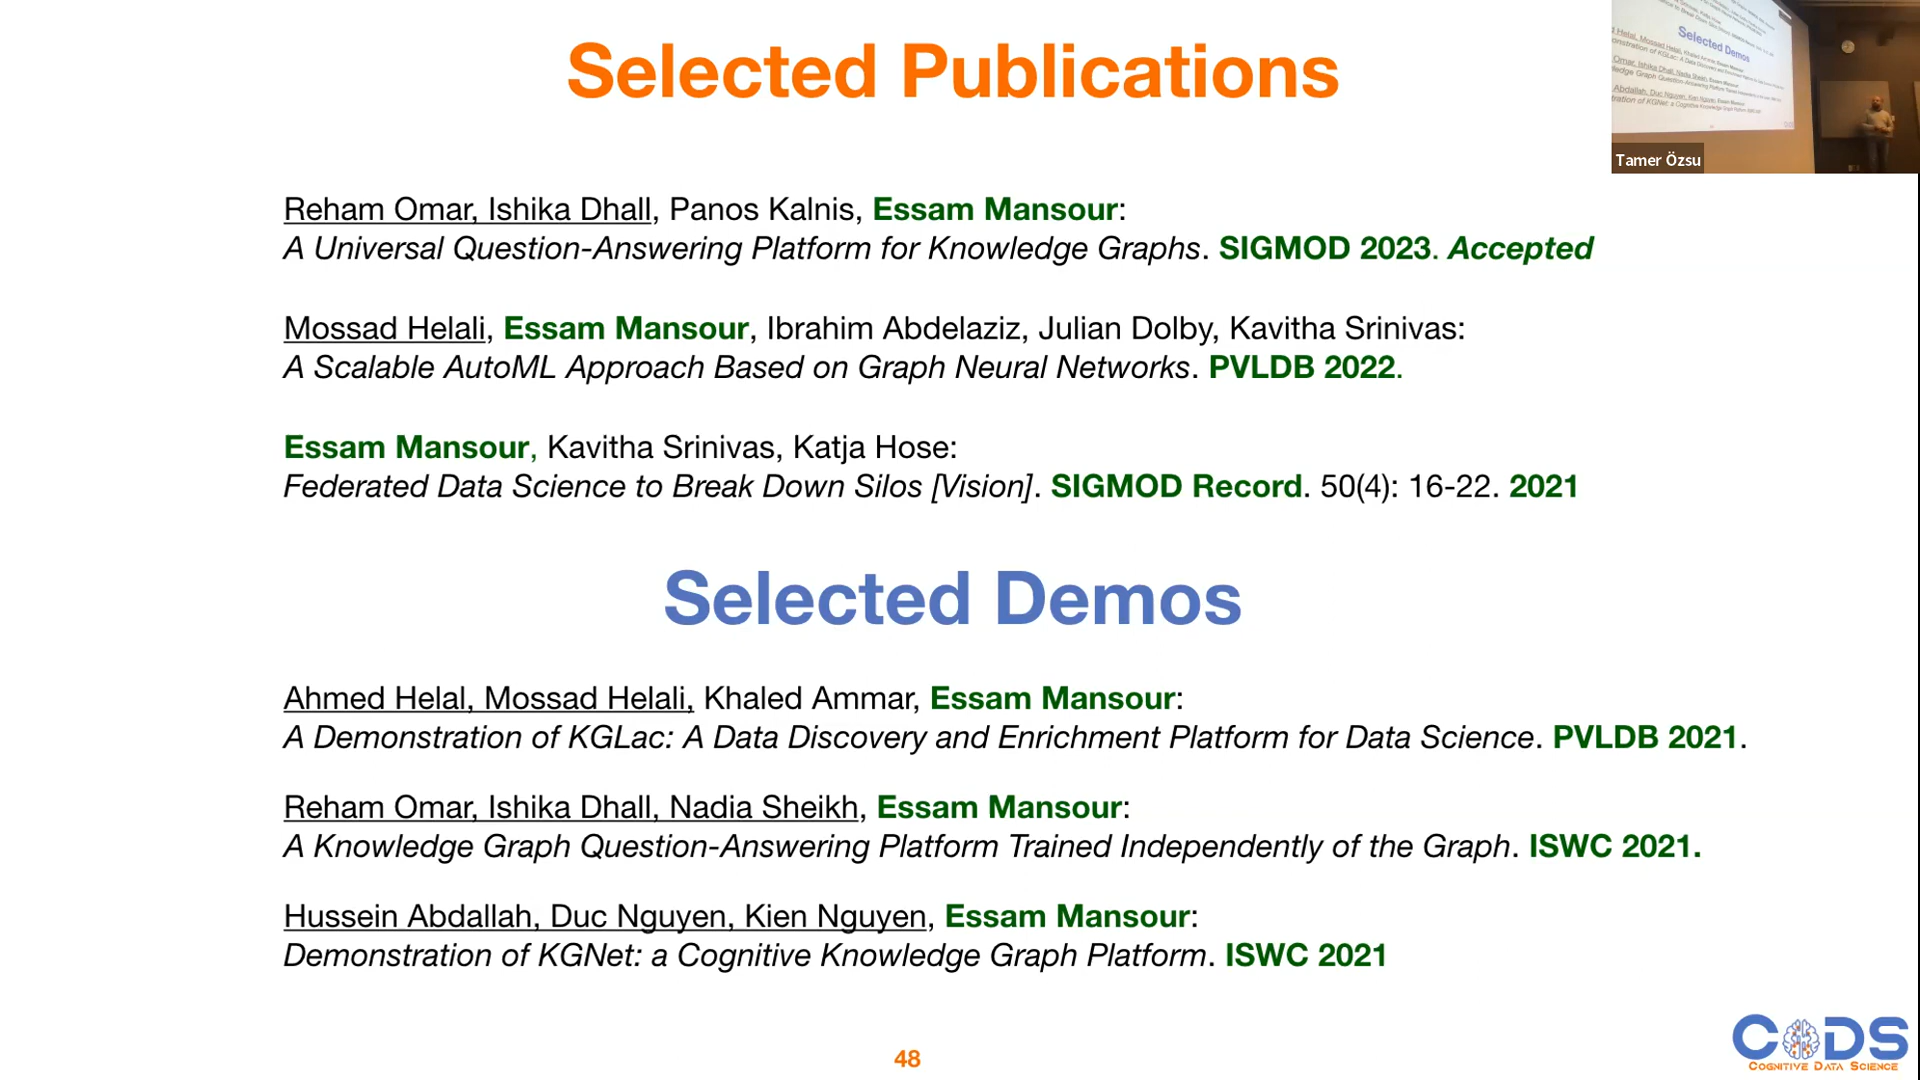 Selected Publications
Reham Omar, Ishika Dhall, Panos Kalnis, Essam Mansour:
A Universal Question-Answering Platform for Knowledge Graphs. SIGMOD 2023. Accepted
Mossad Helali, Essam Mansour, Ibrahim Abdelaziz, Julian Dolby, Kavitha Srinivas:
A Scalable AutoML Approach Based on Graph Neural Networks. PVLDB 2022.
Essam Mansour, Kavitha Srinivas, Katja Hose:
Federated Data Science to Break Down Silos [Vision]. SIGMOD Record. 50(4): 16-22. 2021
Selected Demos
Ahmed Helal, Mossad Helali, Khaled Ammar, Essam Mansour:
A Demonstration of KGLac: A Data Discovery and Enrichment Platform for Data Science. PVLDB 2021.
Reham Omar, Ishika Dhall, Nadia Sheikh, Essam Mansour:
A Knowledge Graph Question-Answering Platform Trained Independently of the Graph. ISWC 2021.
Hussein Abdallah, Duc Nguyen, Kien Nguyen, Essam Mansour:
Demonstration of KGNet: a Cognitive Knowledge Graph Platform. ISWC 2021
48
CODS
COGNITIVE DATA SCIENCE
Selected Demos
Tamer Özsu